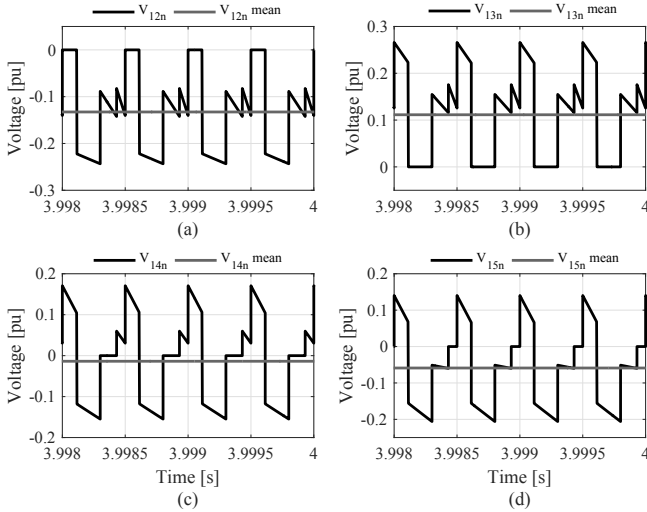 V12n V12n mean
Voltage [pu]
0
-0.1
-0.2
-0.3
3.998 3.9985 3.999 3.9995 4
(a)
V13n V13n mean
Voltage [pu]
0.3
0.2
0.1
0
3.998 3.9985 3.999 3.9995 4
(b)
V14n V14n mean
Voltage [pu]
0.2
0.1
0
-0.1
0.2
3.998 3.9985 3.999 3.9995 4
Time [s]
(c)
V15n V15n mean
Voltage [pu]
0.2
0.1
0
-0.1
-0.2
3.998 3.9985 3.999 3.9995 4
Time [s]
(d)